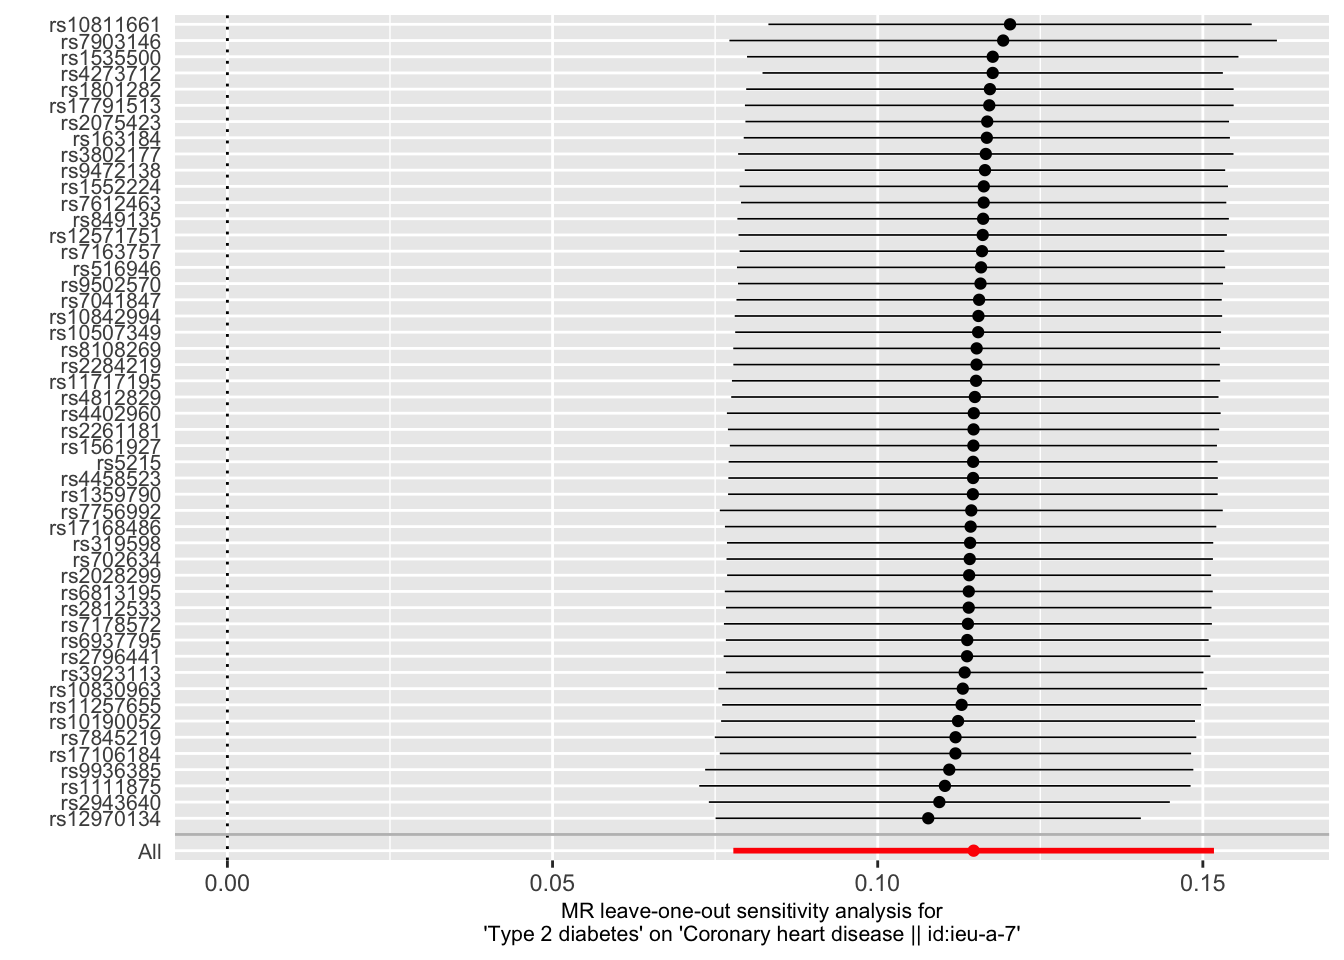 rs10811661
rs7903146
rs1535500
rs4273712
rs1801282
rs17791513
rs2075423
rs163184
rs3802177
rs9472138
rs1552224
rs7612463
rs849135
rs12571751
rs7163757
rs516946
rs9502570
rs7041847
rs10842994
rs10507349
rs8108269
rs2284219
rs11717195
rs4812829
rs4402960
rs2261181
rs1561927
rs5215
rs4458523
rs1359790
rs7756992
rs17168486
rs319598
rs702634
rs2028299
rs6813195
rs2812533
rs7178572
rs6937795
rs2796441
rs3923113
rs10830963
rs11257655
rs10190052
rs7845219
rs17106184
rs9936385
rs1111875
rs2943640
rs12970134
All
0.00 0.05 0.10 0.15
MR leave-one-out sensitivity analysis for
'Type 2 diabetes' on 'Coronary heart disease || id:ieu-a-7'